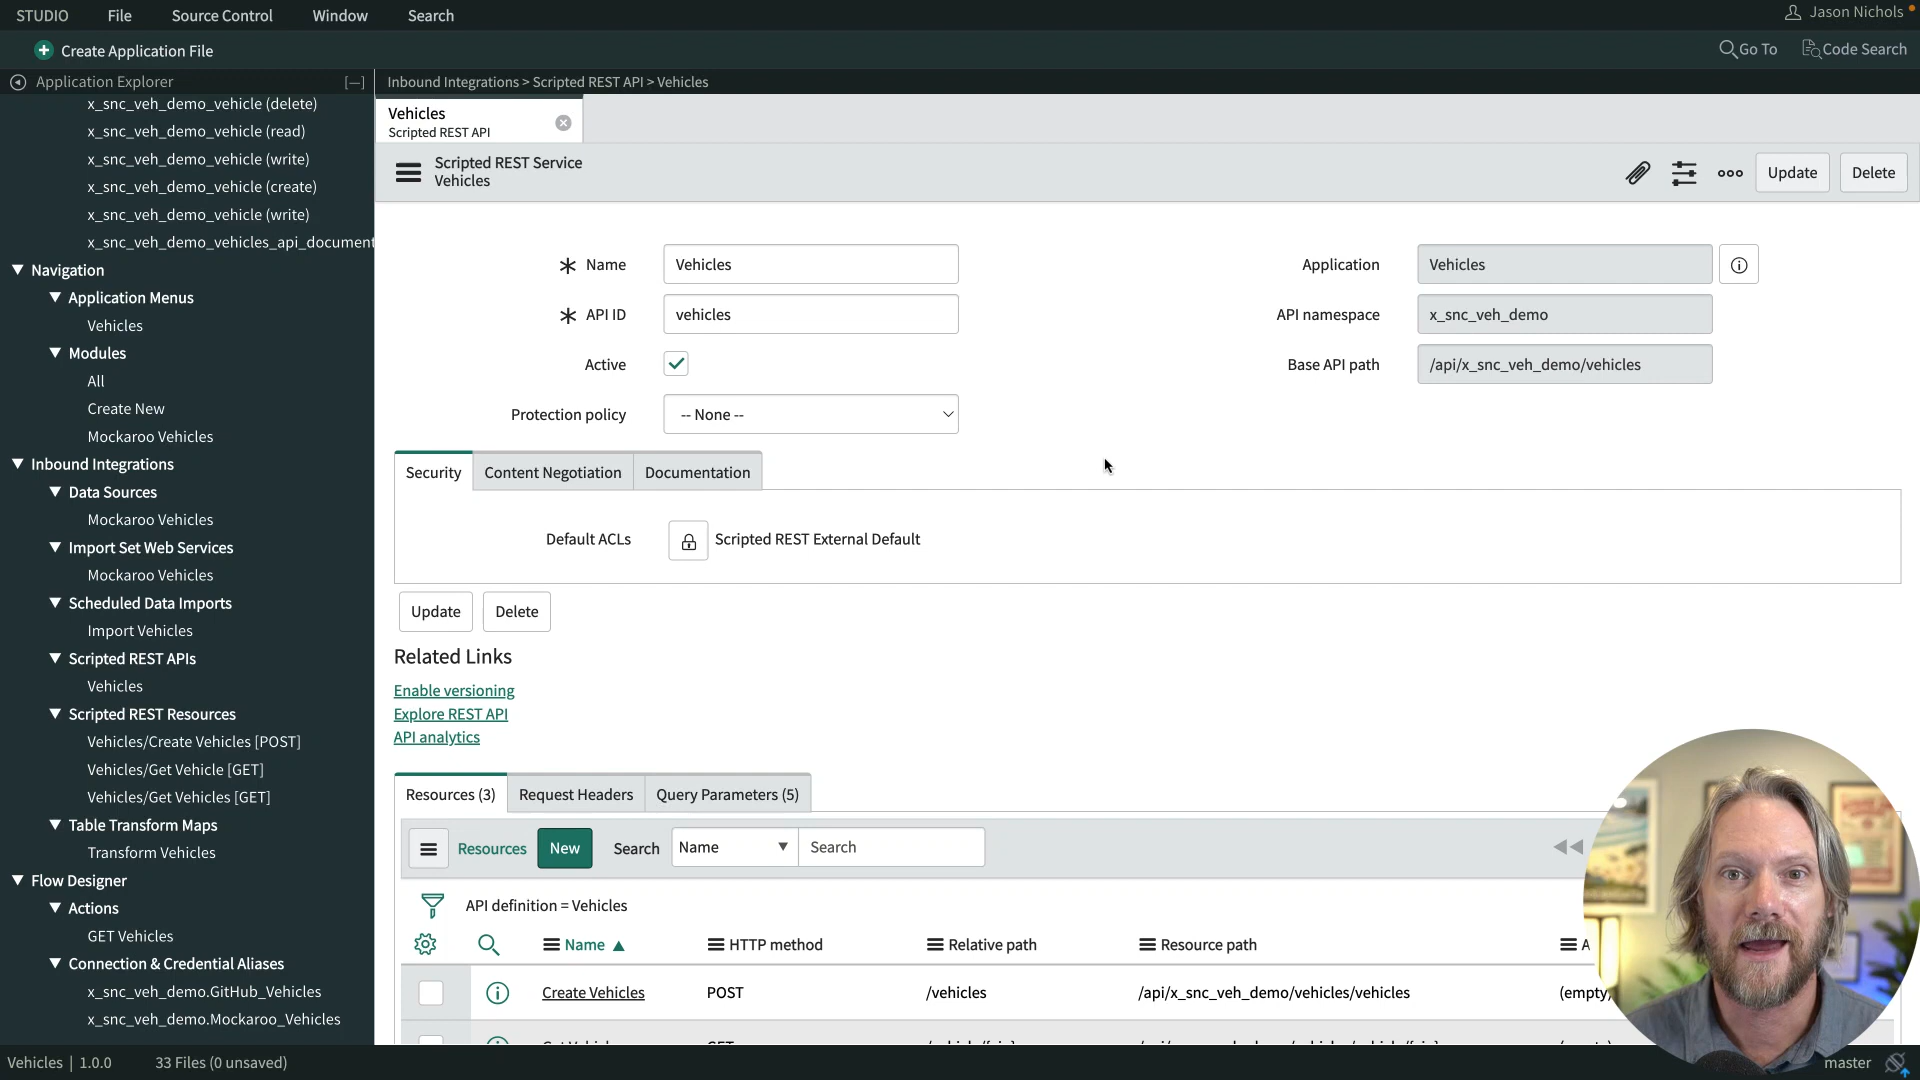 STUDIO File Source Control Window Search Jason Nichols
Create Application File Go To Code Search
Application Explorer [—] Inbound Integrations > Scripted REST API > Vehicles
x_snc_veh_demo_vehicle (delete)
x_snc_veh_demo_vehicle (read)
x_snc_veh_demo_vehicle (write)
x_snc_veh_demo_vehicle (create)
x_snc_veh_demo_vehicle (write)
x_snc_veh_demo_vehicles_api_document
Navigation
Application Menus
Vehicles
Modules
All
Create New
Mockaroo Vehicles
Inbound Integrations
Data Sources
Mockaroo Vehicles
Import Set Web Services
Mockaroo Vehicles
Scheduled Data Imports
Import Vehicles
Scripted REST APIs
Vehicles
Scripted REST Resources
Vehicles/Create Vehicles [POST]
Vehicles/Get Vehicle [GET]
Vehicles/Get Vehicles [GET]
Table Transform Maps
Transform Vehicles
Flow Designer
Actions
GET Vehicles
Connection & Credential Aliases
x_snc_veh_demo.GitHub_Vehicles
x_snc_veh_demo.Mockaroo_Vehicles
Vehicles
Scripted REST API
Scripted REST Service
Vehicles
Update Delete
Name Vehicles Application Vehicles
API ID vehicles API namespace x_snc_veh_demo
Active Base API path /api/x_snc_veh_demo/vehicles
Protection policy -- None --
Security Content Negotiation Documentation
Default ACLs Scripted REST External Default
Update Delete
Related Links
Enable versioning
Explore REST API
API analytics
Resources (3) Request Headers Query Parameters (5)
Resources New Search Name Search
API definition = Vehicles
Name HTTP method Relative path Resource path A
Create Vehicles POST /vehicles /api/x_snc_veh_demo/vehicles/vehicles (empty)
Vehicles | 1.0.0 33 Files (0 unsaved) master